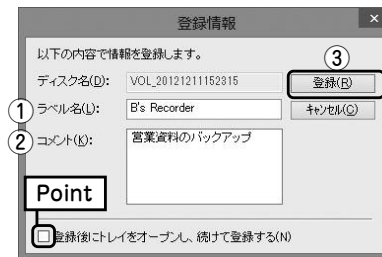 登録情報
×
以下の内容で情報を登録します。
③
ディスク名(D): VOL_20121211152315 登録(R)
① ラベル名(L): B's Recorder キャンセル(C)
② コメント(K): 営業資料のバックアップ
Point
登録後にトレイをオープンし、続けて登録する(N)